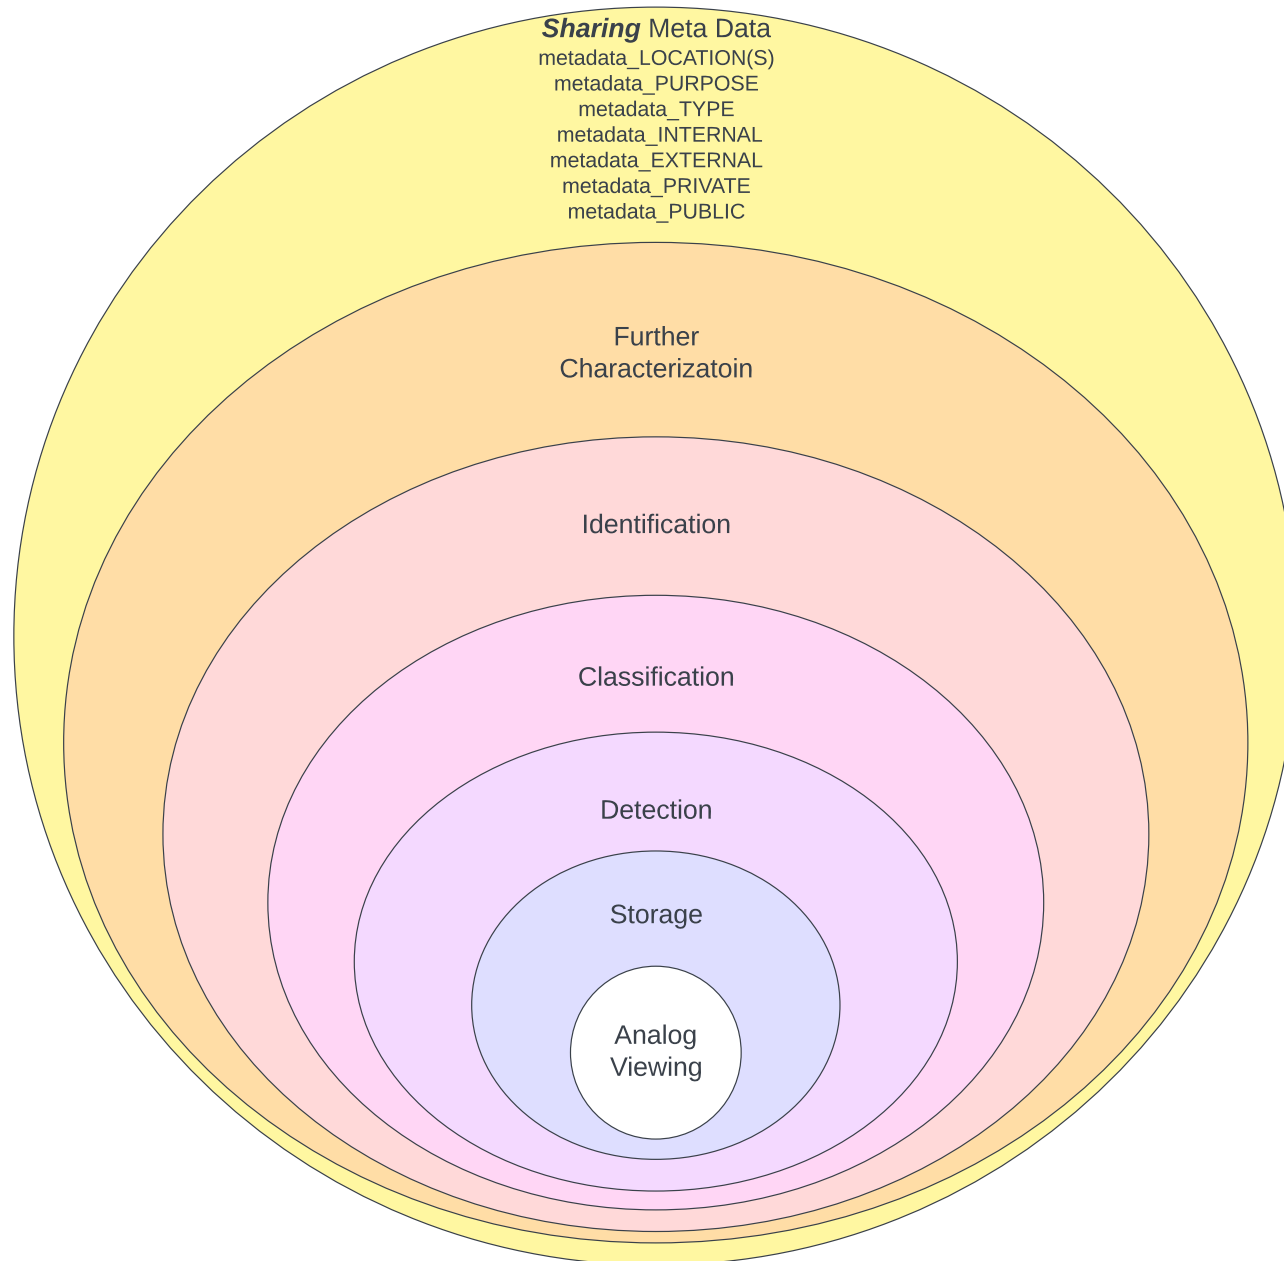 Sharing Meta Data
metadata_LOCATION(S)
metadata_PURPOSE
metadata_TYPE
metadata_INTERNAL
metadata_EXTERNAL
metadata_PRIVATE
metadata_PUBLIC
Further
Characterizatoin
Identification
Classification
Detection
Storage
Analog
Viewing